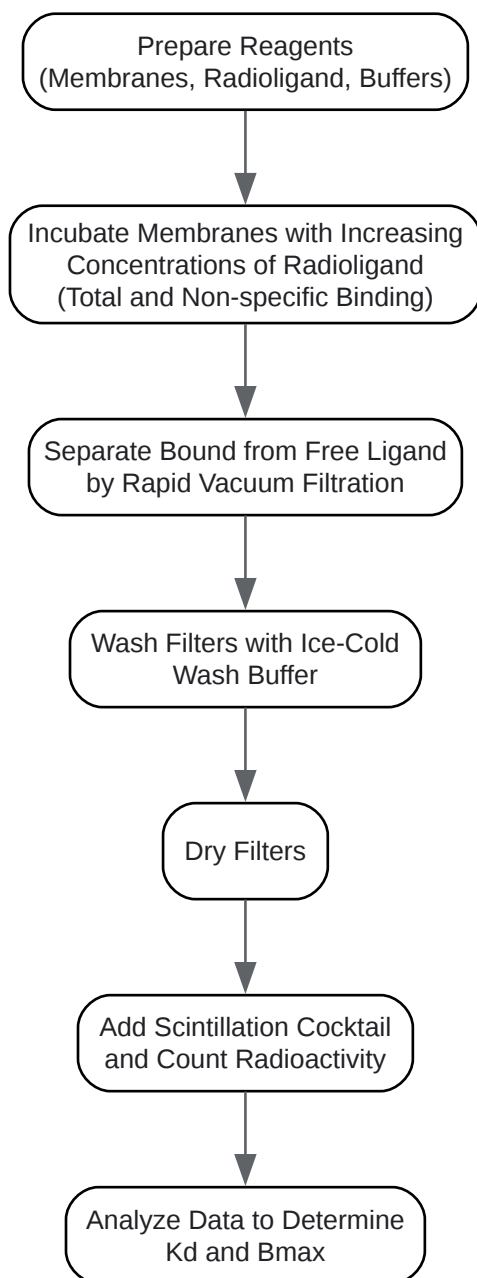 Prepare Reagents
(Membranes, Radioligand, Buffers)
Incubate Membranes with Increasing
Concentrations of Radioligand
(Total and Non-specific Binding)
Separate Bound from Free Ligand
by Rapid Vacuum Filtration
Wash Filters with Ice-Cold
Wash Buffer
Dry Filters
Add Scintillation Cocktail
and Count Radioactivity
Analyze Data to Determine
Kd and Bmax